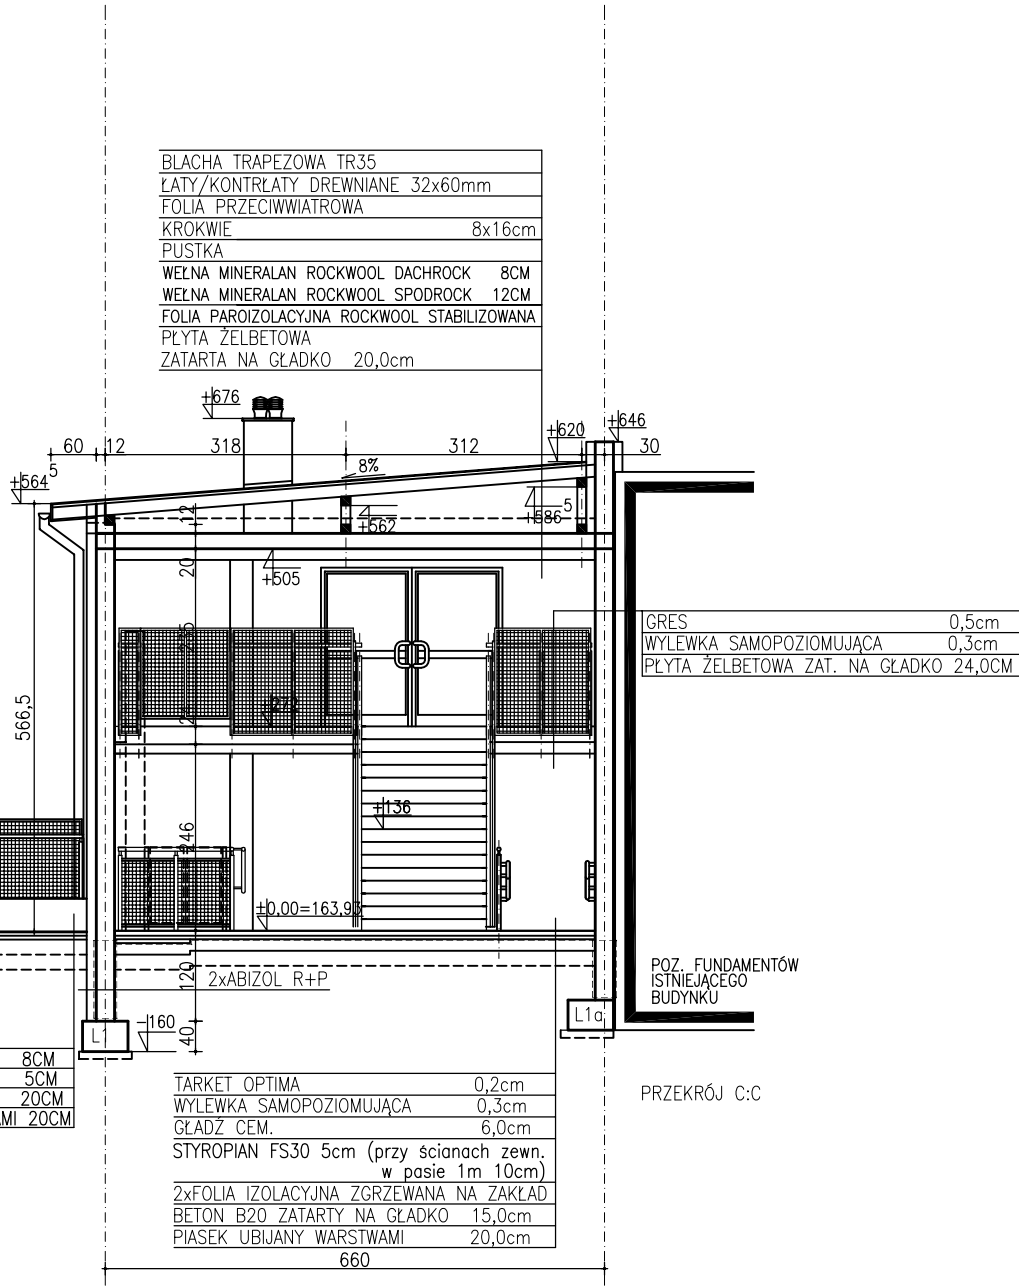 BLACHA TRAPEZOWA TR35
ŁATY/KONTRŁATY DREWNIANE 32x60mm
FOLIA PRZECIWWIATROWA
KROKWIE 8x16cm
PUSTKA
WEŁNA MINERALAN ROCKWOOL DACHROCK 8CM
WEŁNA MINERALAN ROCKWOOL SPODROCK 12CM
FOLIA PAROIZOLACYJNA ROCKWOOL STABILIZOWANA
PŁYTA ŻELBETOWA
ZATARTA NA GŁADKO 20,0cm
+676
+620
+646
60 12 318 312 30
5
8%
+564
12
+562
+586
5
20
+505
GRES 0,5cm
WYLEWKA SAMOPOZIOMUJĄCA 0,3cm
PŁYTA ŻELBETOWA ZAT. NA GŁADKO 24,0CM
566,5
+272
+136
246
±0,00=163,93
120
2xABIZOL R+P
POZ. FUNDAMENTÓW
ISTNIEJĄCEGO
BUDYNKU
L1
-160
40
L1a
8CM
5CM
20CM
AMI 20CM
PRZEKRÓJ C:C
TARKET OPTIMA 0,2cm
WYLEWKA SAMOPOZIOMUJĄCA 0,3cm
GŁADŹ CEM. 6,0cm
STYROPIAN FS30 5cm (przy ścianach zewn.
w pasie 1m 10cm)
2xFOLIA IZOLACYJNA ZGRZEWANA NA ZAKŁAD
BETON B20 ZATARTY NA GŁADKO 15,0cm
PIASEK UBIJANY WARSTWAMI 20,0cm
660